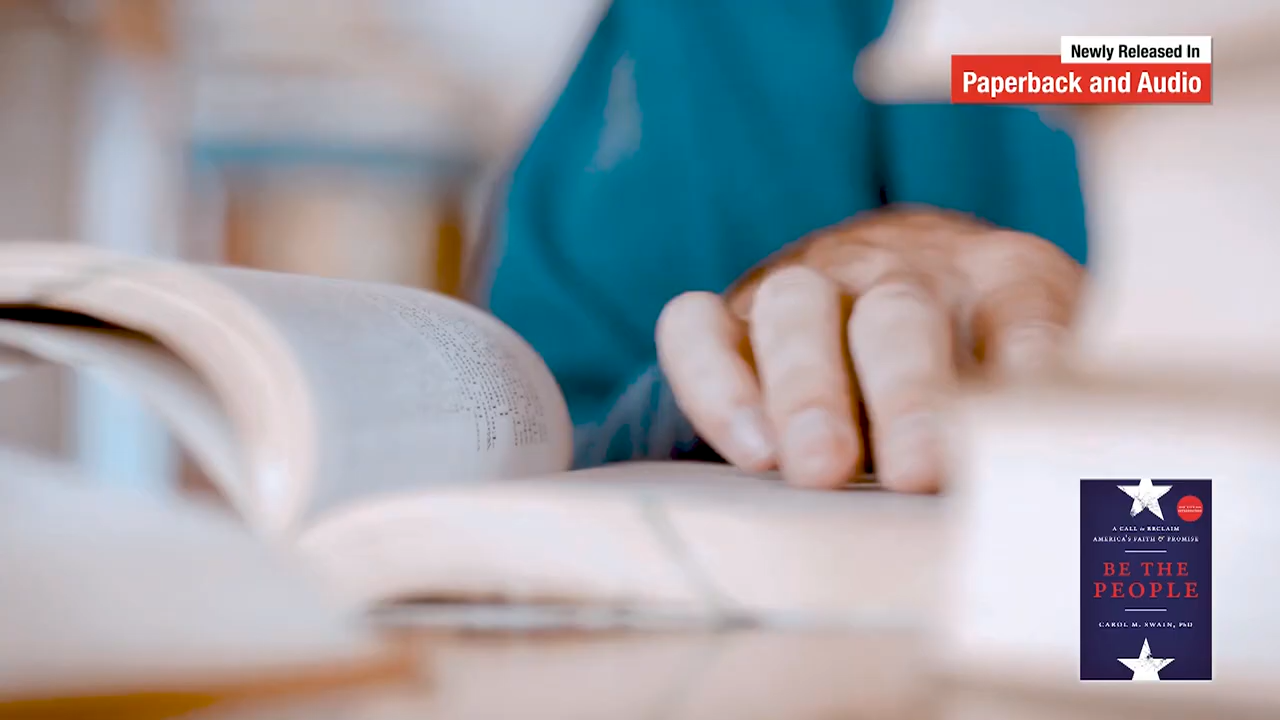 Newly Released In
Paperback and Audio
A CALL to RECLAIM
AMERICA'S FAITH & PROMISE
BE THE
PEOPLE
CAROL M. SWAIN, PhD